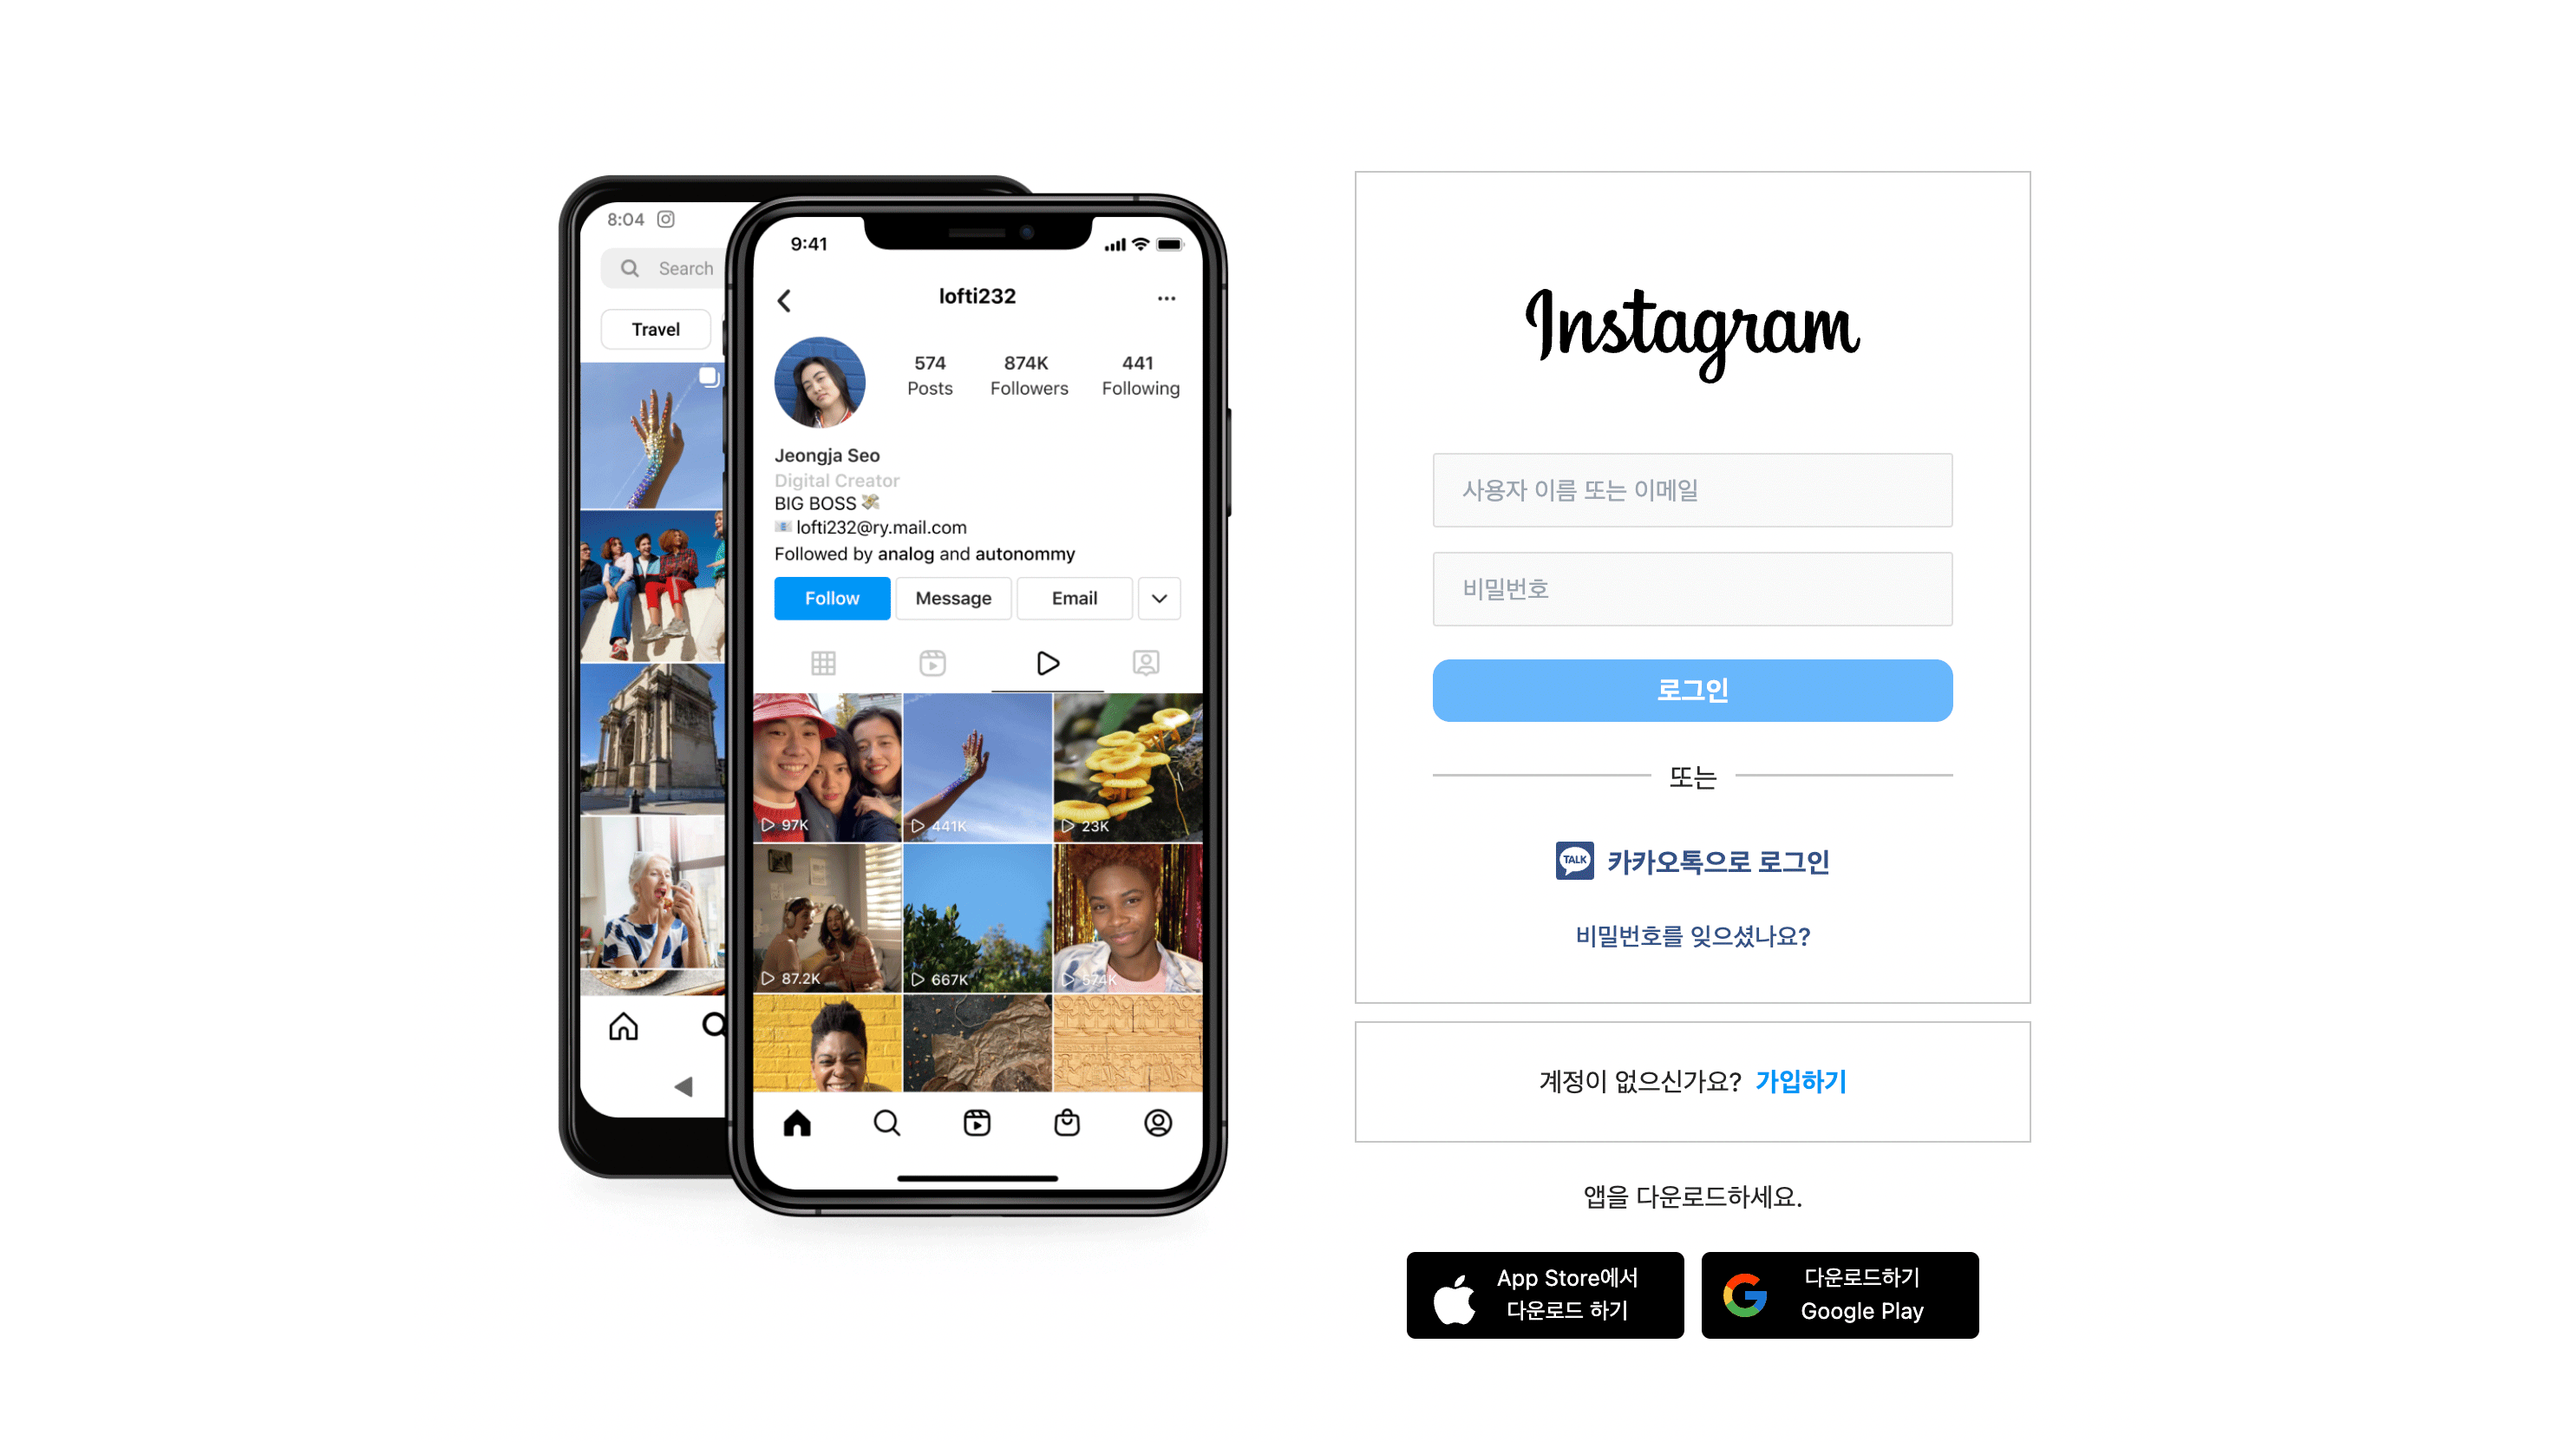 8:04
Search
Travel
9:41
lofti232
574 874K 441
Posts Followers Following
Jeongja Seo
Digital Creator
BIG BOSS 💸
📧 lofti232@ry.mail.com
Followed by analog and autonommy
Follow Message Email
97K 441K 23K
87.2K 667K 574K
Instagram
사용자 이름 또는 이메일
비밀번호
로그인
또는
TALK 카카오톡으로 로그인
비밀번호를 잊으셨나요?
계정이 없으신가요? 가입하기
앱을 다운로드하세요.
App Store에서
다운로드 하기
다운로드하기
Google Play